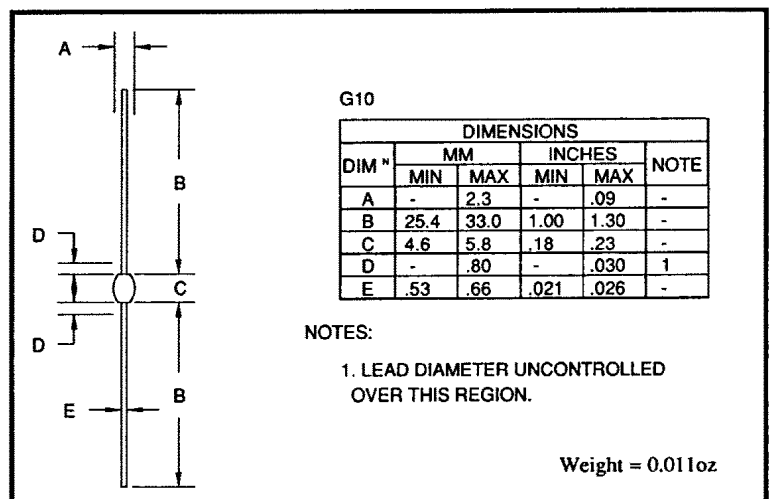 A
B
D
C
D
B
E
G10
DIMENSIONS
DIM N MM INCHES NOTE
MIN MAX MIN MAX
A - 2.3 - .09 -
B 25.4 33.0 1.00 1.30 -
C 4.6 5.8 .18 .23 -
D - .80 - .030 1
E .53 .66 .021 .026 -
NOTES:
1. LEAD DIAMETER UNCONTROLLED
OVER THIS REGION.
Weight = 0.011oz